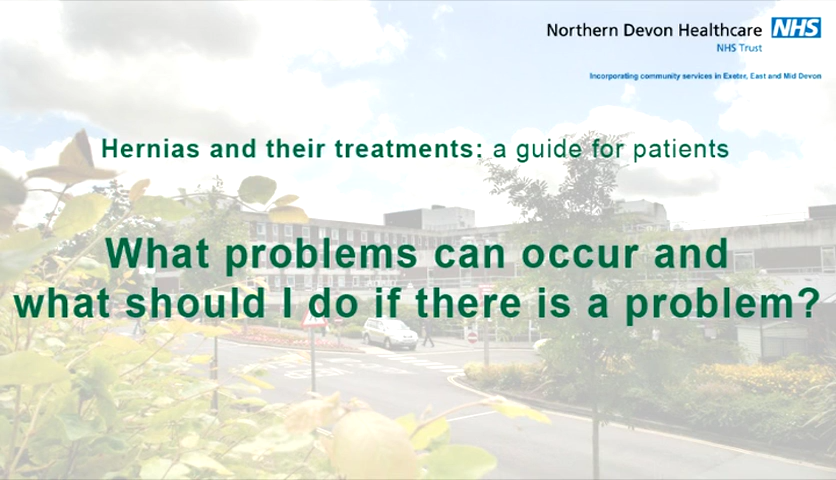 Northern Devon Healthcare NHS
NHS Trust
Incorporating community services in Exeter, East and Mid Devon
Hernias and their treatments: a guide for patients
What problems can occur and
what should I do if there is a problem?